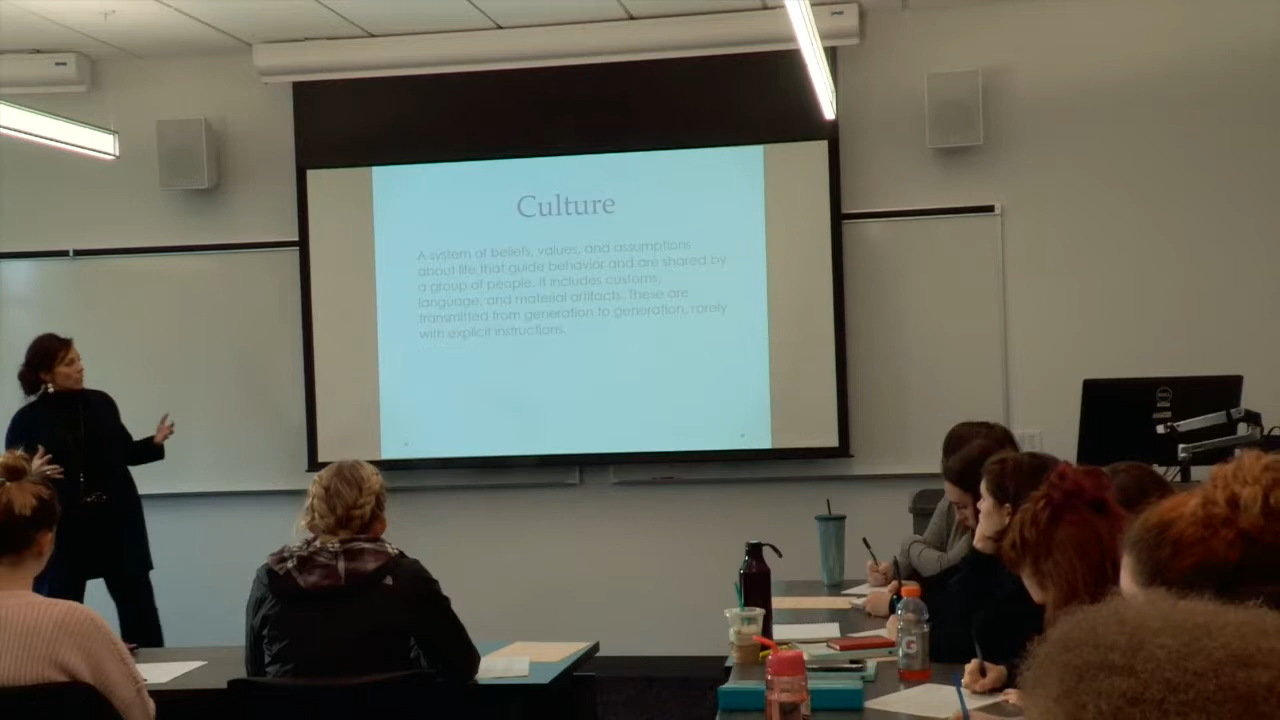 Culture
A system of beliefs, values, and assumptions
about life that guide behavior and are shared by
a group of people. It includes customs,
language, and material artifacts. These are
transmitted from generation to generation, rarely
with explicit instructions.
DELL